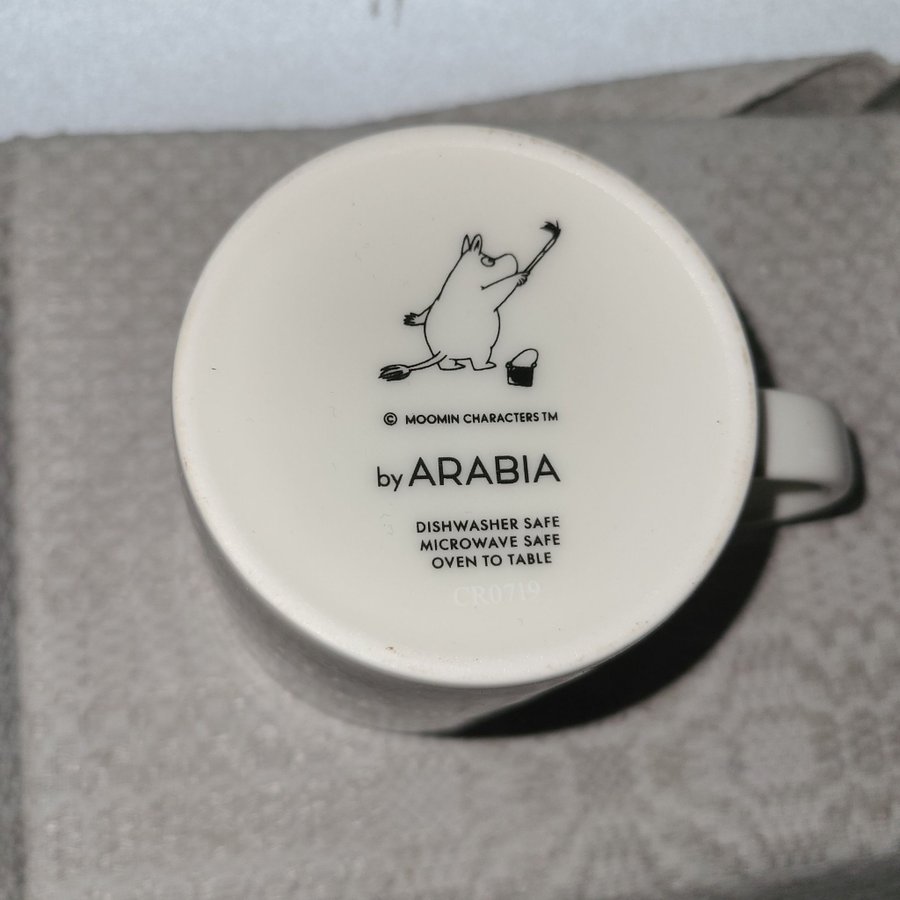 © MOOMIN CHARACTERS TM
by ARABIA
DISHWASHER SAFE
MICROWAVE SAFE
OVEN TO TABLE
CR0719